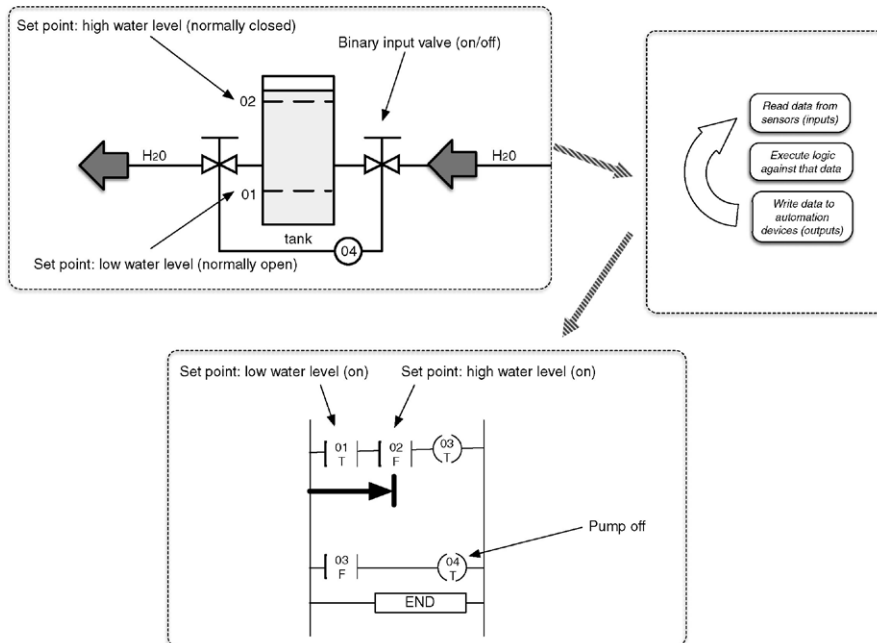 Set point: high water level (normally closed)
Binary input valve (on/off)
02
H20
H20
01
tank
04
Set point: low water level (normally open)
Read data from
sensors (inputs)
Execute logic
against that data
Write data to
automation
devices (outputs)
Set point: low water level (on)
Set point: high water level (on)
01
T
02
F
03
T
Pump off
03
F
04
T
END